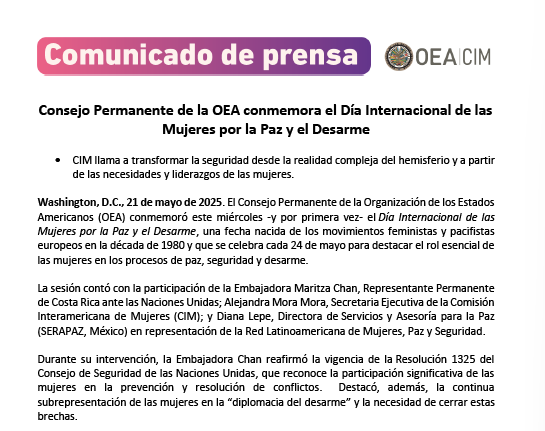 Comunicado de prensa
OEA|CIM
Consejo Permanente de la OEA conmemora el Día Internacional de las
Mujeres por la Paz y el Desarme
• CIM llama a transformar la seguridad desde la realidad compleja del hemisferio y a partir
de las necesidades y liderazgos de las mujeres.
Washington, D.C., 21 de mayo de 2025. El Consejo Permanente de la Organización de los Estados
Americanos (OEA) conmemoró este miércoles -y por primera vez- el Día Internacional de las
Mujeres por la Paz y el Desarme, una fecha nacida de los movimientos feministas y pacifistas
europeos en la década de 1980 y que se celebra cada 24 de mayo para destacar el rol esencial de
las mujeres en los procesos de paz, seguridad y desarme.
La sesión contó con la participación de la Embajadora Maritza Chan, Representante Permanente
de Costa Rica ante las Naciones Unidas; Alejandra Mora Mora, Secretaria Ejecutiva de la Comisión
Interamericana de Mujeres (CIM); y Diana Lepe, Directora de Servicios y Asesoría para la Paz
(SERAPAZ, México) en representación de la Red Latinoamericana de Mujeres, Paz y Seguridad.
Durante su intervención, la Embajadora Chan reafirmó la vigencia de la Resolución 1325 del
Consejo de Seguridad de las Naciones Unidas, que reconoce la participación significativa de las
mujeres en la prevención y resolución de conflictos. Destacó, además, la continua
subrepresentación de las mujeres en la “diplomacia del desarme” y la necesidad de cerrar estas
brechas.